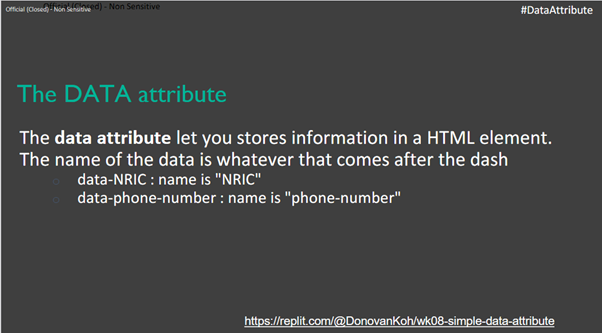 Official (Closed) - Non Sensitive
Official (Closed) - Non Sensitive
#DataAttribute
The DATA attribute
The data attribute let you stores information in a HTML element.
The name of the data is whatever that comes after the dash
data-NRIC : name is "NRIC"
data-phone-number : name is "phone-number"
https://replit.com/@DonovanKoh/wk08-simple-data-attribute